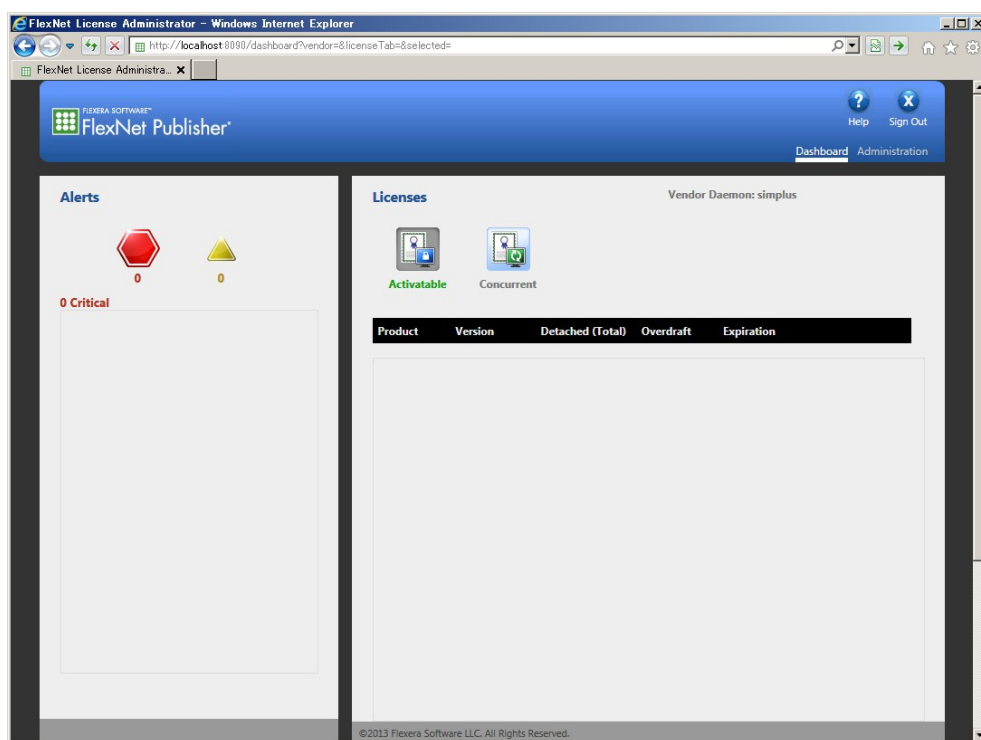 FlexNet License Administrator - Windows Internet Explorer
http://localhost:8090/dashboard?vendor=&licenseTab=&selected=
FlexNet License Administra...
FLEXERA SOFTWARE™
FlexNet Publisher®
Help Sign Out
Dashboard Administration
Alerts
0 0
0 Critical
Licenses
Vendor Daemon: simplus
Activatable Concurrent
Product Version Detached (Total) Overdraft Expiration
©2013 Flexera Software LLC. All Rights Reserved.